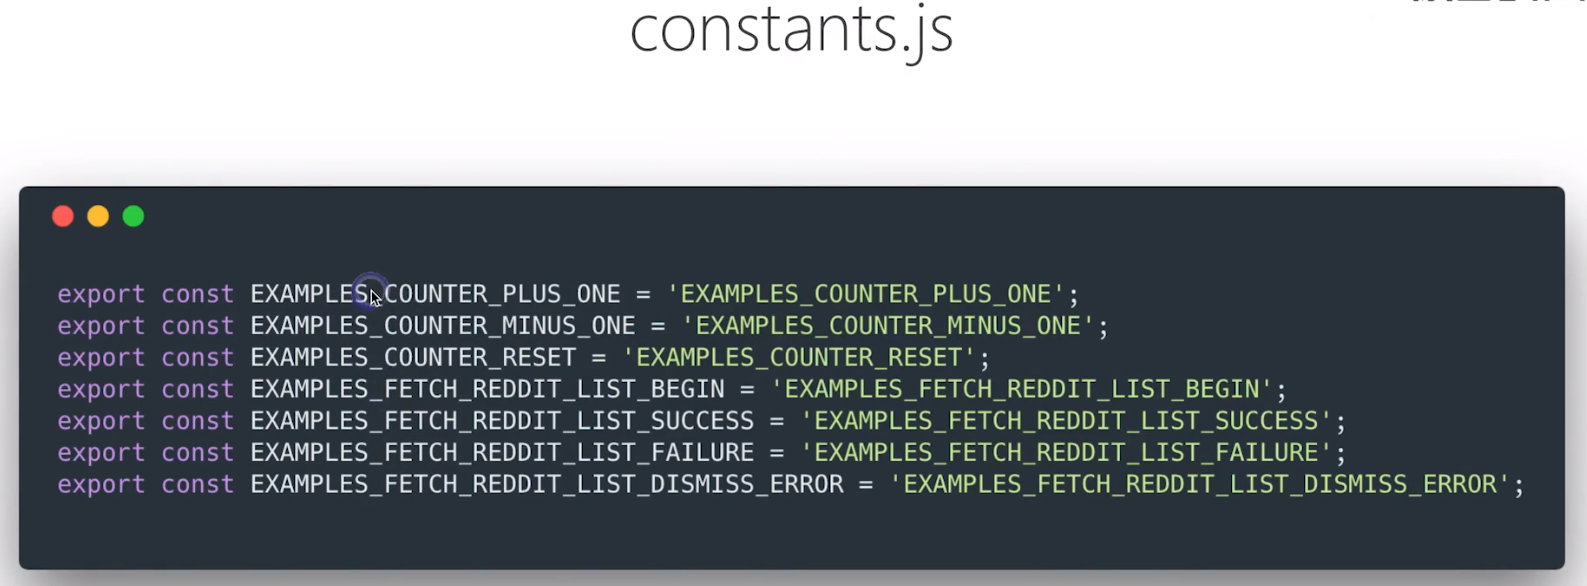 constants.js
export const EXAMPLES_COUNTER_PLUS_ONE = 'EXAMPLES_COUNTER_PLUS_ONE';
export const EXAMPLES_COUNTER_MINUS_ONE = 'EXAMPLES_COUNTER_MINUS_ONE';
export const EXAMPLES_COUNTER_RESET = 'EXAMPLES_COUNTER_RESET';
export const EXAMPLES_FETCH_REDDIT_LIST_BEGIN = 'EXAMPLES_FETCH_REDDIT_LIST_BEGIN';
export const EXAMPLES_FETCH_REDDIT_LIST_SUCCESS = 'EXAMPLES_FETCH_REDDIT_LIST_SUCCESS';
export const EXAMPLES_FETCH_REDDIT_LIST_FAILURE = 'EXAMPLES_FETCH_REDDIT_LIST_FAILURE';
export const EXAMPLES_FETCH_REDDIT_LIST_DISMISS_ERROR = 'EXAMPLES_FETCH_REDDIT_LIST_DISMISS_ERROR';